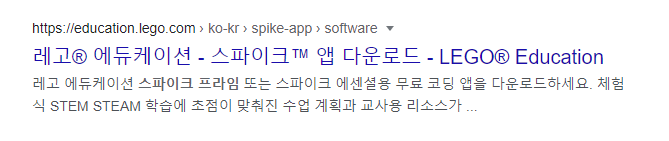 https://education.lego.com › ko-kr › spike-app › software
레고® 에듀케이션 - 스파이크™ 앱 다운로드 - LEGO® Education
레고 에듀케이션 스파이크 프라임 또는 스파이크 에센셜용 무료 코딩 앱을 다운로드하세요. 체험
식 STEM STEAM 학습에 초점이 맞춰진 수업 계획과 교사용 리소스가 ...